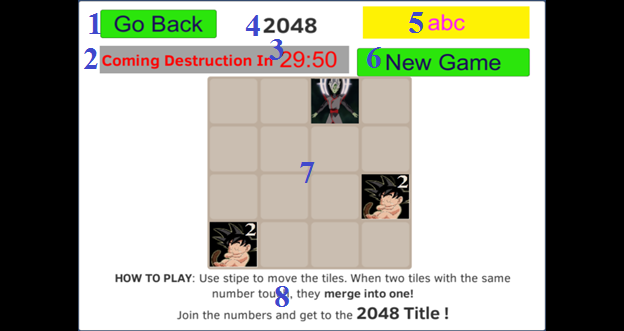 1 Go Back
4 2048
5 abc
2 Coming Destruction In 3 29:50
6 New Game
7
2
2
HOW TO PLAY: Use stipe to move the tiles. When two tiles with the same
number 8, they merge into one!
Join the numbers and get to the 2048 Title !